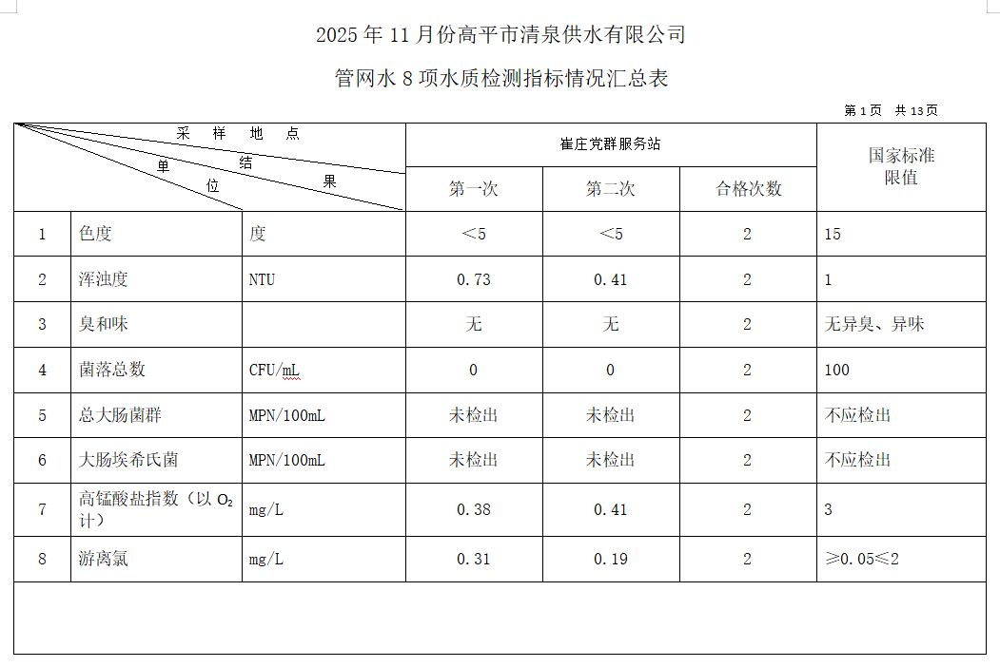 2025 年 11 月份高平市清泉供水有限公司
管网水 8 项水质检测指标情况汇总表
第 1 页 共 13 页
采 样 地 点
结 果
单 位
崔庄党群服务站
国家标准
限值
第一次 第二次 合格次数
1 色度 度 ＜5 ＜5 2 15
2 浑浊度 NTU 0.73 0.41 2 1
3 臭和味 无 无 2 无异臭、异味
4 菌落总数 CFU/mL 0 0 2 100
5 总大肠菌群 MPN/100mL 未检出 未检出 2 不应检出
6 大肠埃希氏菌 MPN/100mL 未检出 未检出 2 不应检出
7 高锰酸盐指数（以 O₂
计） mg/L 0.38 0.41 2 3
8 游离氯 mg/L 0.31 0.19 2 ≥0.05≤2